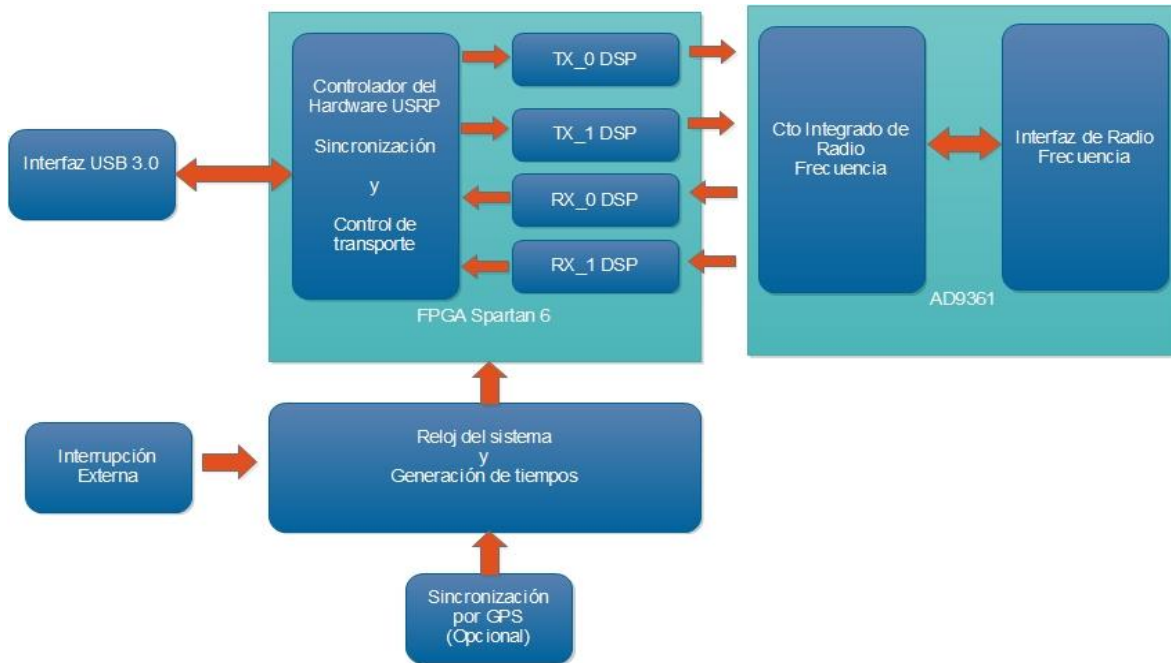 Interfaz USB 3.0
Controlador del
Hardware USRP
Sincronización
y
Control de
transporte
TX_0 DSP
TX_1 DSP
RX_0 DSP
RX_1 DSP
FPGA Spartan 6
Cto Integrado de
Radio
Frecuencia
Interfaz de Radio
Frecuencia
AD9361
Interrupción
Externa
Reloj del sistema
y
Generación de tiempos
Sincronización
por GPS
(Opcional)